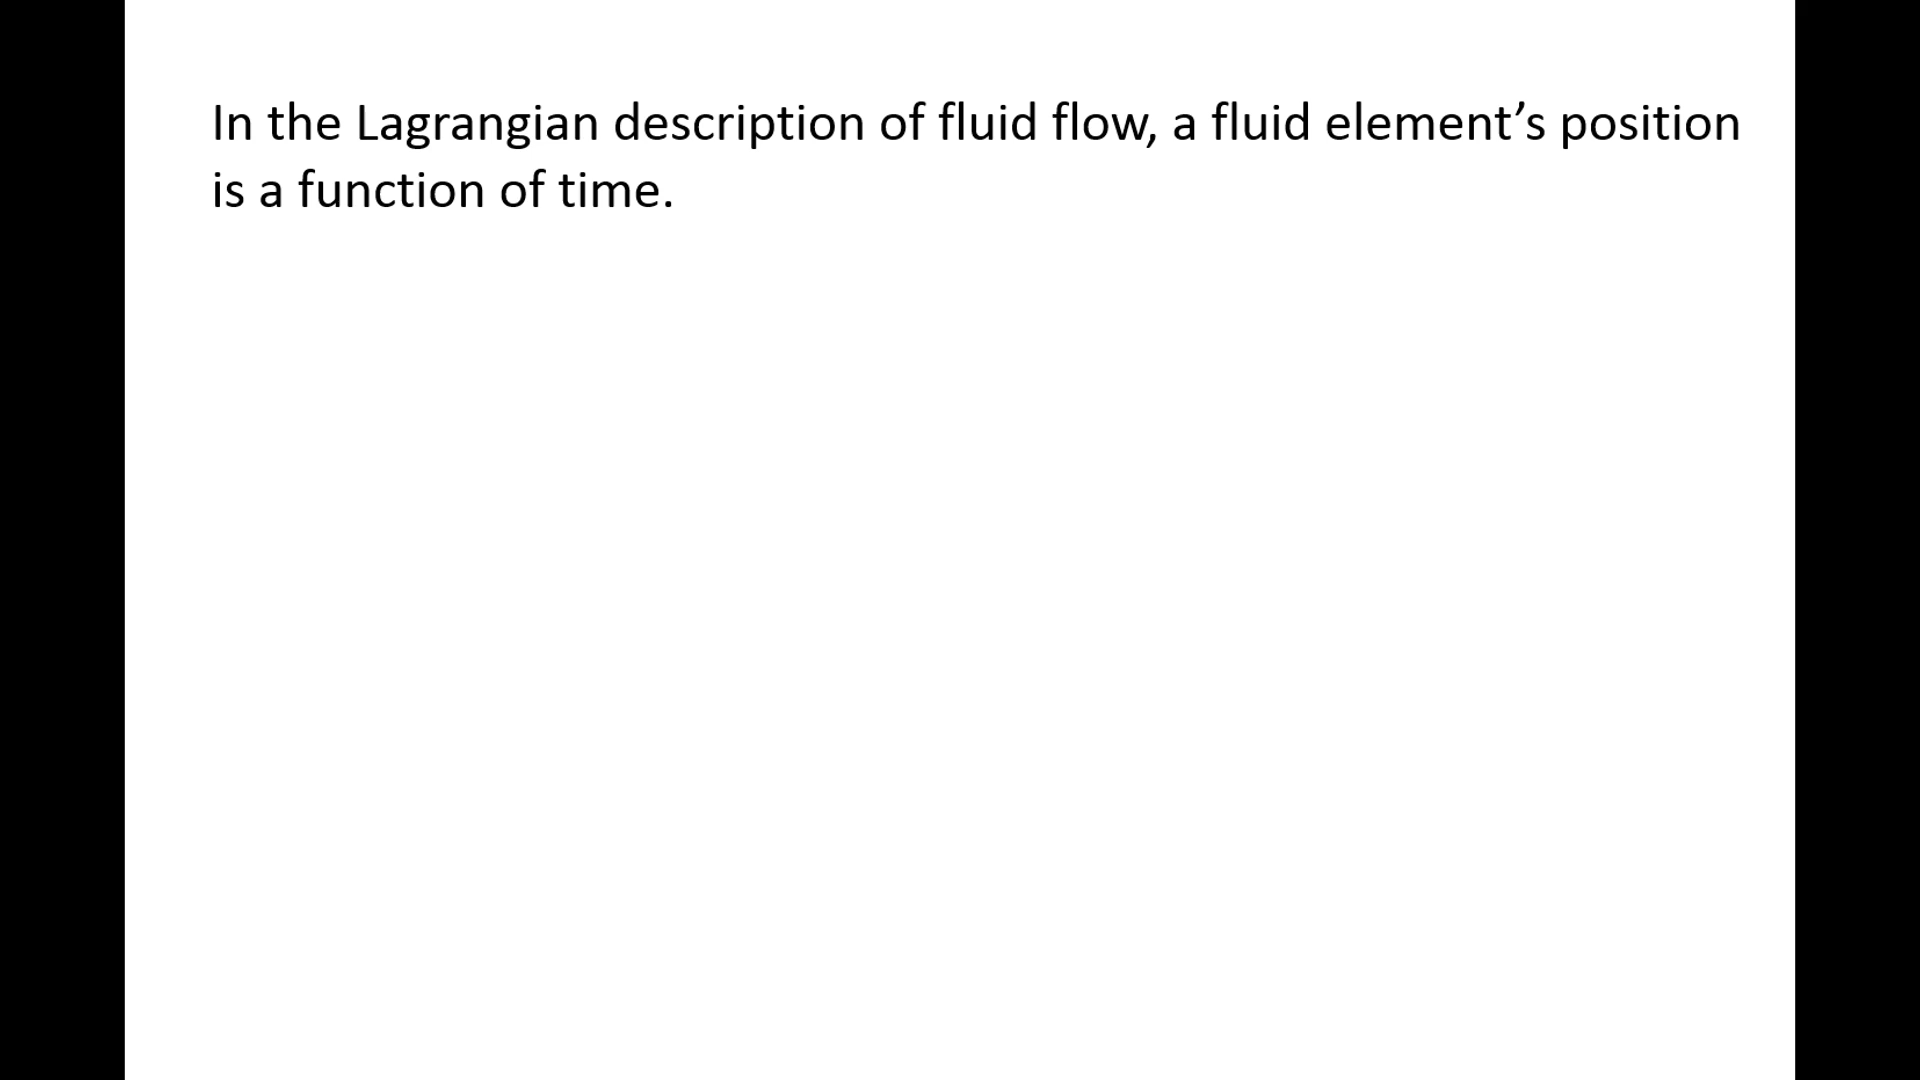 In the Lagrangian description of fluid flow, a fluid element’s position
is a function of time.